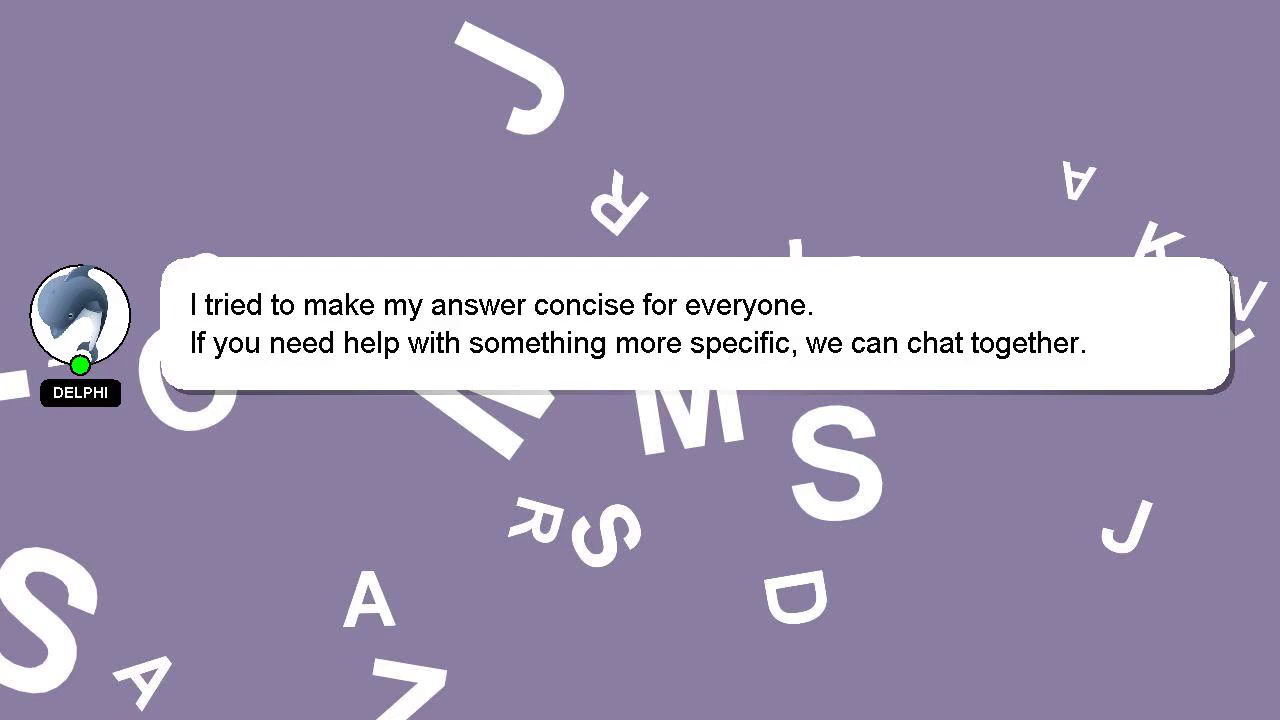 I tried to make my answer concise for everyone.
If you need help with something more specific, we can chat together.
DELPHI
J
R
A
K
V
O
M
S
R
S
J
D
A
S
A
Z